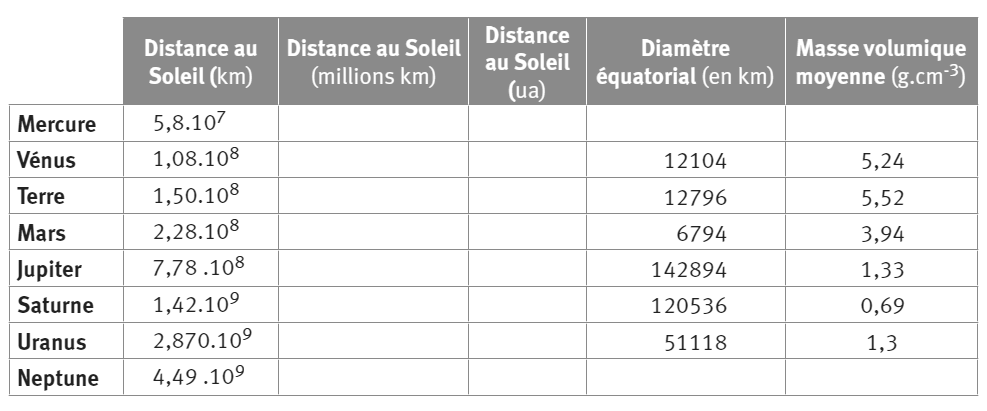 Distance au Soleil (km) Distance au Soleil (millions km) Distance au Soleil (ua) Diamètre équatorial (en km) Masse volumique moyenne (g.cm-3)
Mercure 5,8.10⁷
Vénus 1,08.10⁸ 12104 5,24
Terre 1,50.10⁸ 12796 5,52
Mars 2,28.10⁸ 6794 3,94
Jupiter 7,78 .10⁸ 142894 1,33
Saturne 1,42.10⁹ 120536 0,69
Uranus 2,870.10⁹ 51118 1,3
Neptune 4,49 .10⁹